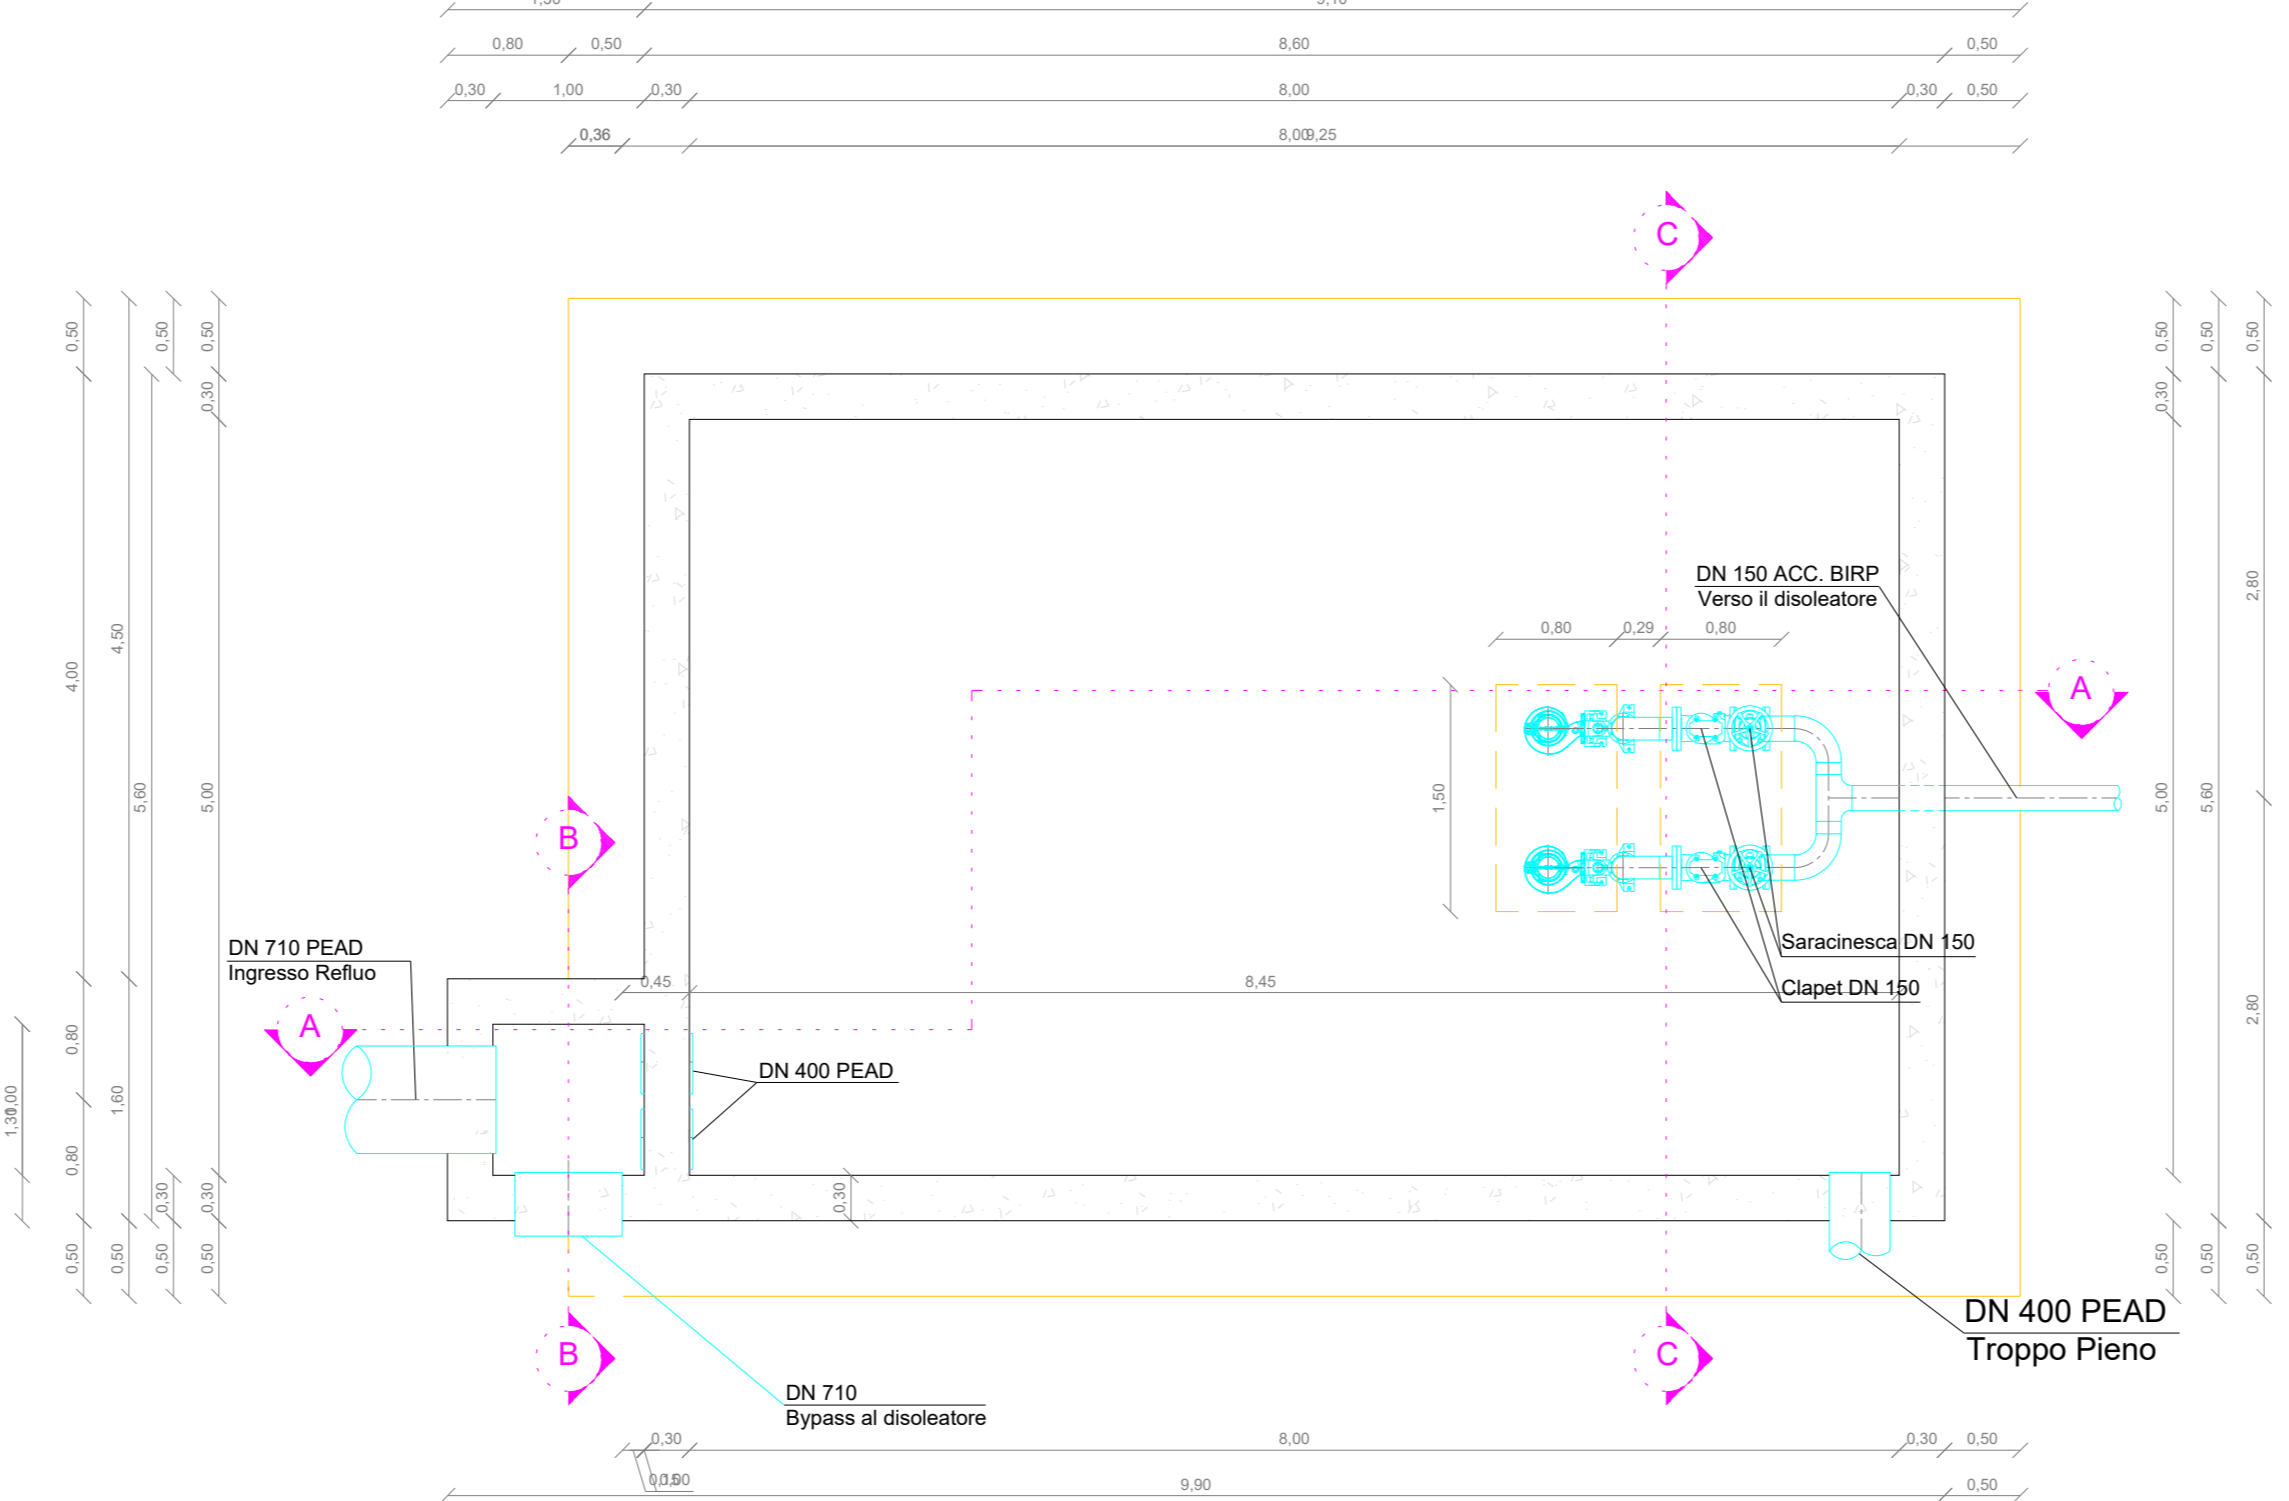 0,80 0,50 8,60 0,50
0,30 1,00 0,30 8,00 0,30 0,50
0,36 8,00 9,25
C
0,50 0,50 0,50 0,50 0,50 0,50
0,30 0,30
DN 150 ACC. BIRP
Verso il disoleatore
0,80 0,29 0,80
4,00 4,50 5,60 5,00
1,50
5,00 5,60 2,80 2,80
A
B
Saracinesca DN 150
Clapet DN 150
DN 710 PEAD
Ingresso Refluo
0,45 8,45
A
DN 400 PEAD
0,80 1,60
1,30
0,80 0,30 0,30 0,30
0,50 0,50 0,50 0,50 0,50 0,50 0,50
DN 400 PEAD
Troppo Pieno
B
C
DN 710
Bypass al disoleatore
0,30 8,00 0,30 0,50
9,90 0,50